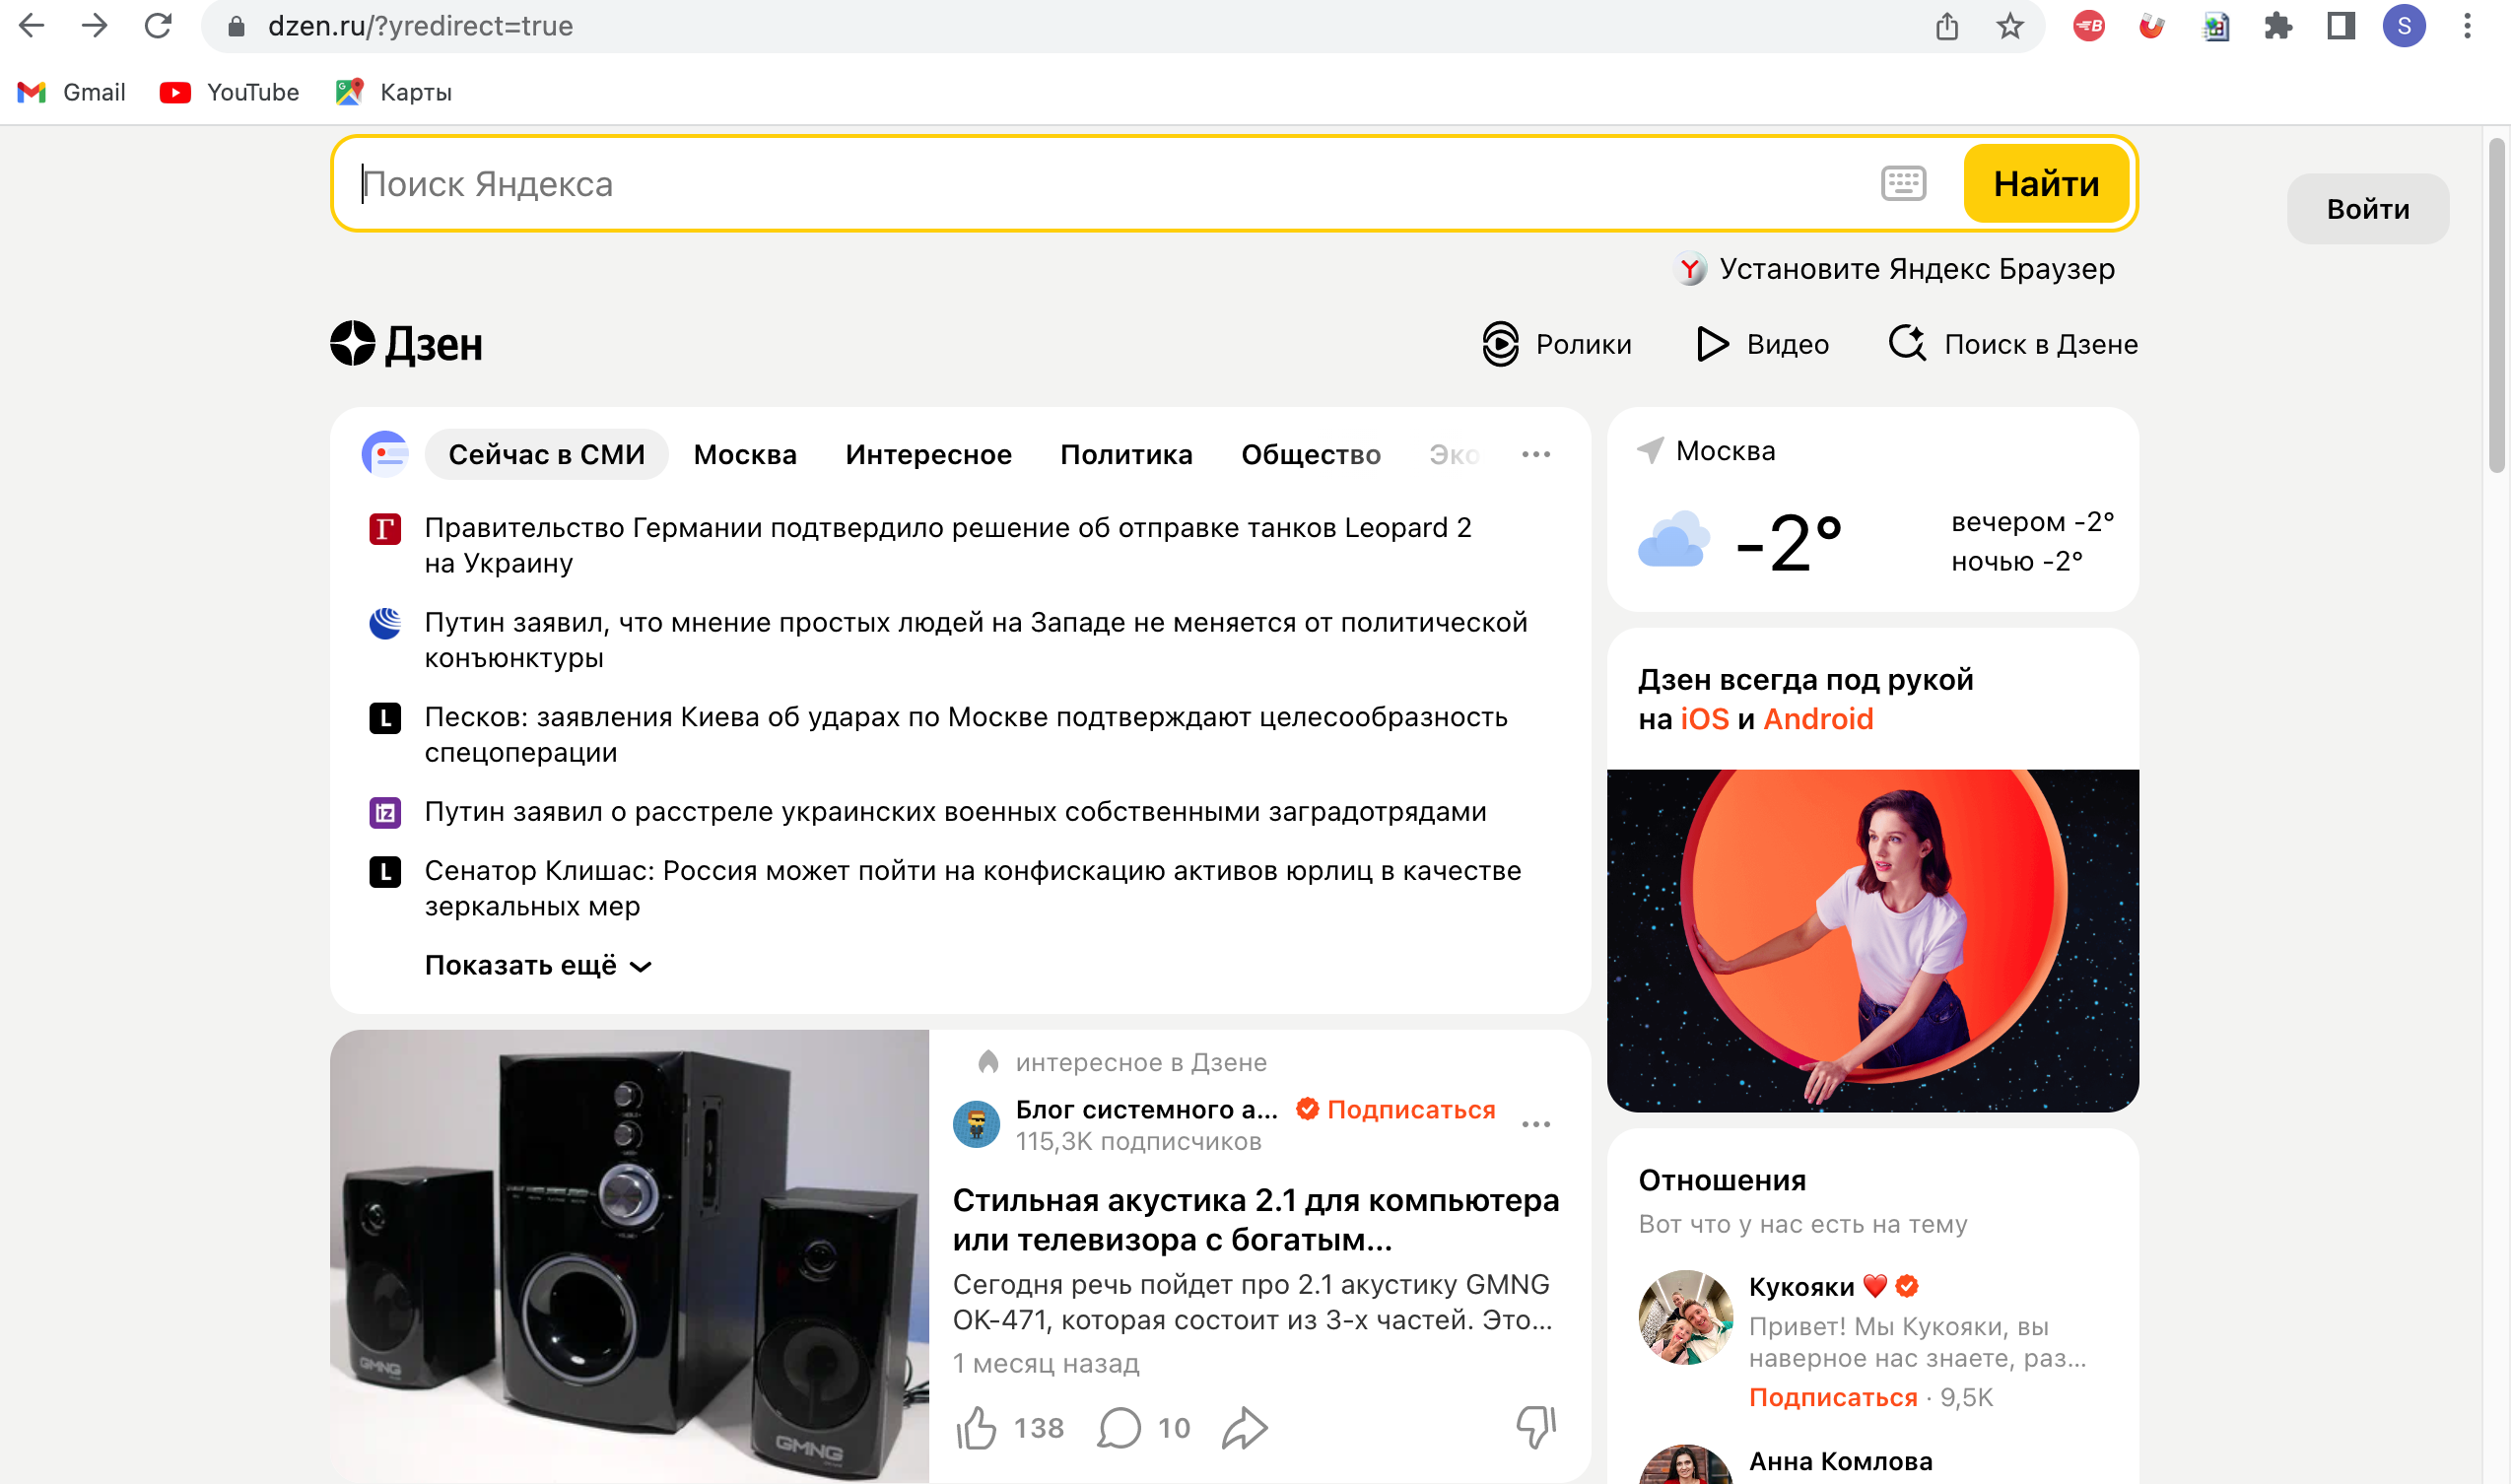 dzen.ru/?yredirect=true
S
Gmail
YouTube
Карты
Поиск Яндекса
Найти
Войти
Установите Яндекс Браузер
Дзен
Ролики
Видео
Поиск в Дзене
Сейчас в СМИ
Москва
Интересное
Политика
Общество
Эко
Правительство Германии подтвердило решение об отправке танков Leopard 2
на Украину
Путин заявил, что мнение простых людей на Западе не меняется от политической
конъюнктуры
Песков: заявления Киева об ударах по Москве подтверждают целесообразность
спецоперации
Путин заявил о расстреле украинских военных собственными заградотрядами
Сенатор Клишас: Россия может пойти на конфискацию активов юрлиц в качестве
зеркальных мер
Показать ещё
Москва
-2°
вечером -2°
ночью -2°
Дзен всегда под рукой
на iOS и Android
GMNG
GMNG
интересное в Дзене
Блог системного а...
Подписаться
115,3K подписчиков
Стильная акустика 2.1 для компьютера
или телевизора с богатым...
Сегодня речь пойдет про 2.1 акустику GMNG
OK-471, которая состоит из 3-х частей. Это...
1 месяц назад
138
10
Отношения
Вот что у нас есть на тему
Кукояки ❤️
Привет! Мы Кукояки, вы
наверное нас знаете, раз...
Подписаться · 9,5K
Анна Комлова